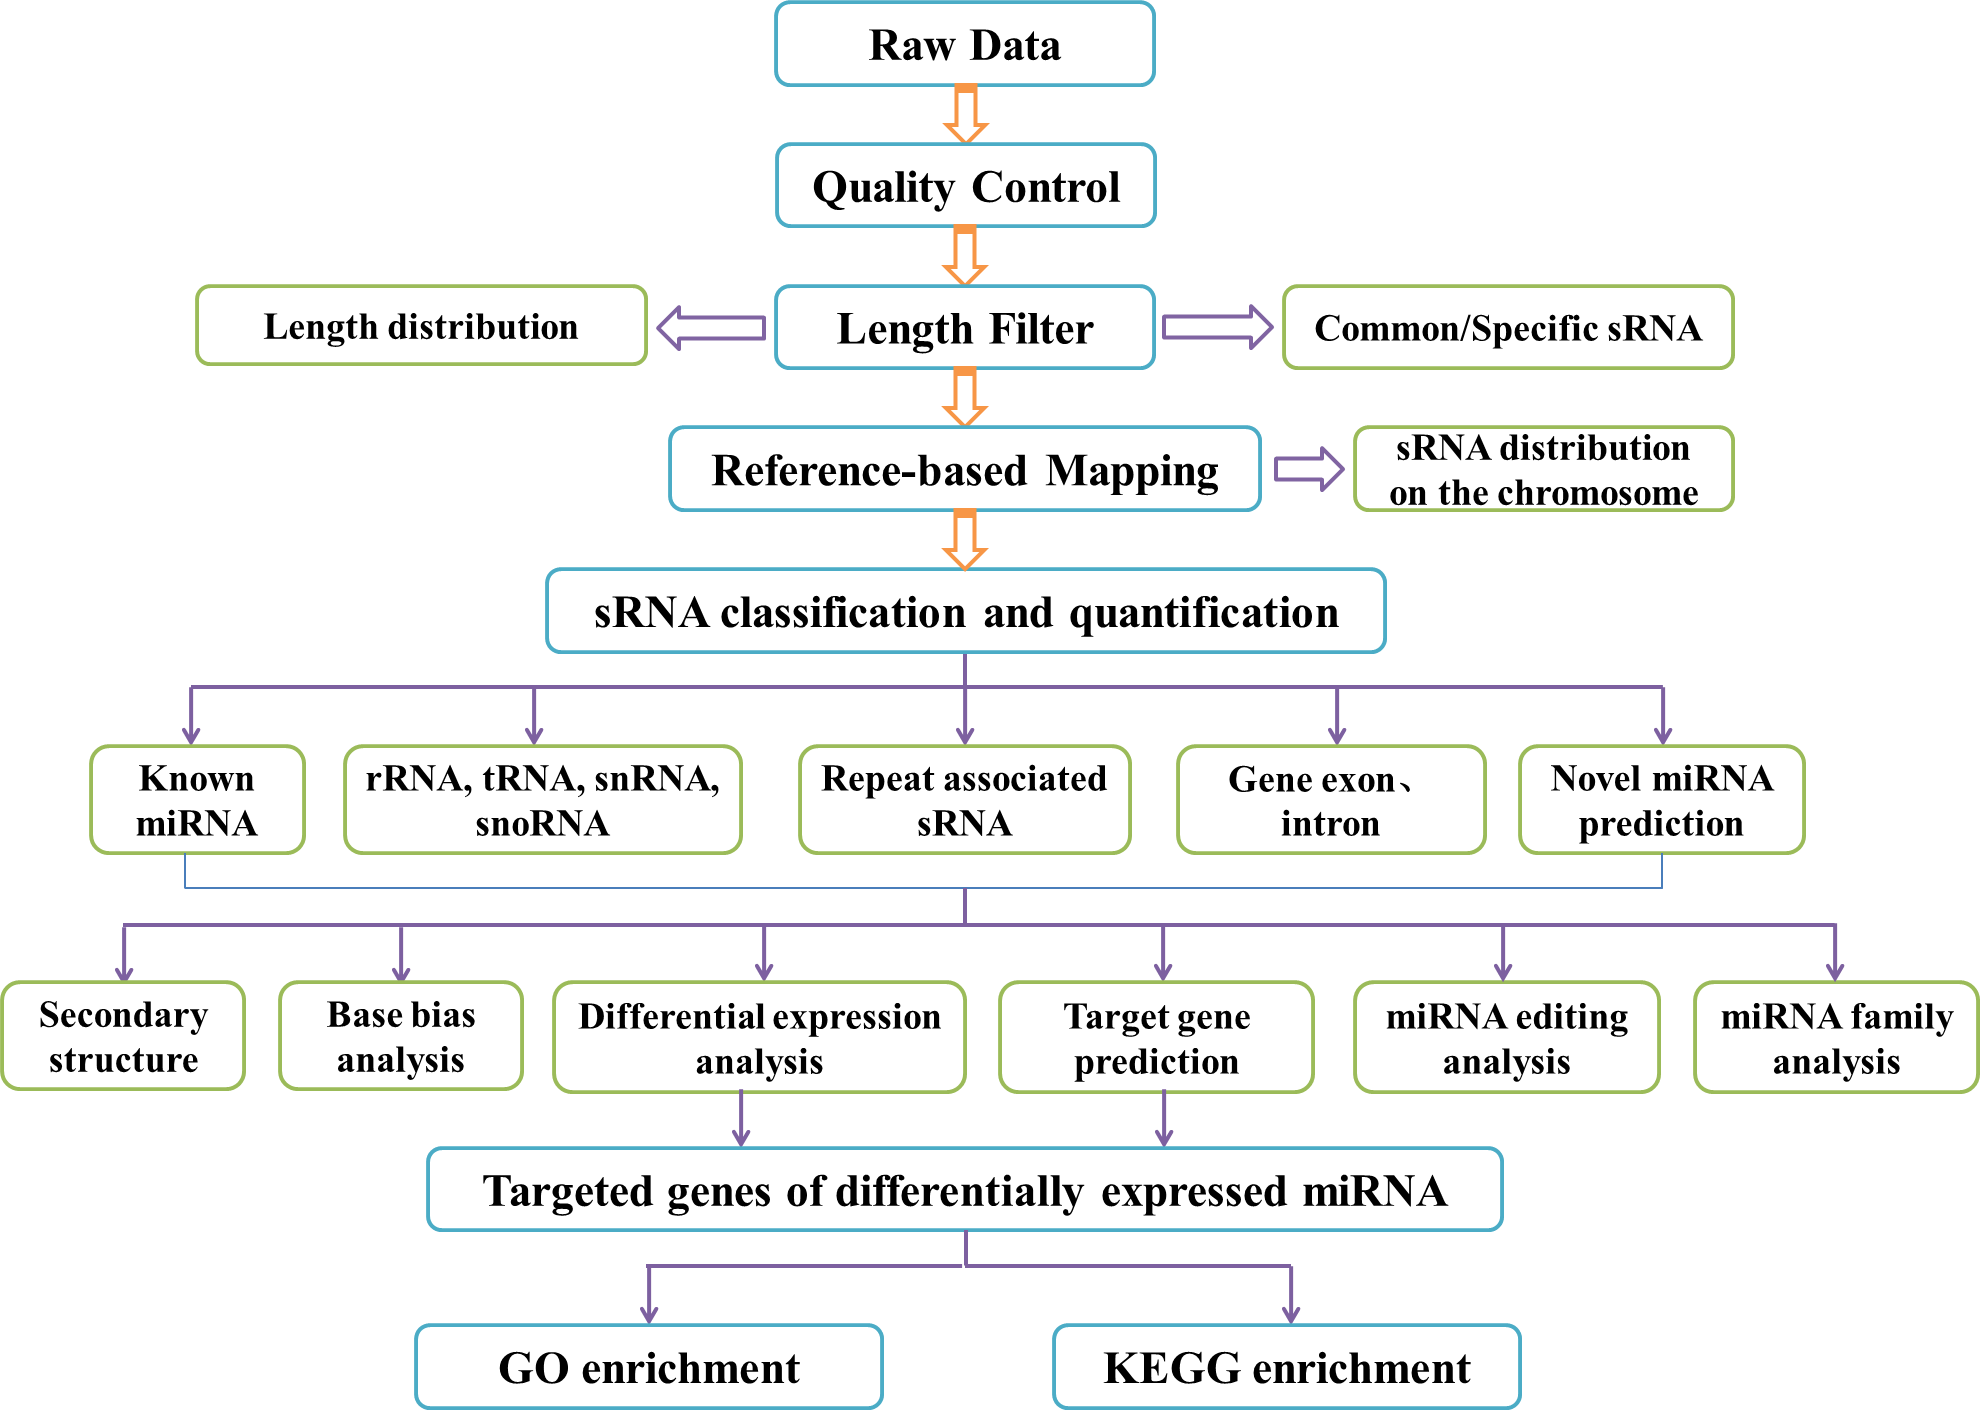 Raw Data
Quality Control
Length distribution
Length Filter
Common/Specific sRNA
Reference-based Mapping
sRNA distribution
on the chromosome
sRNA classification and quantification
Known
miRNA
rRNA, tRNA, snRNA,
snoRNA
Repeat associated
sRNA
Gene exon、
intron
Novel miRNA
prediction
Secondary
structure
Base bias
analysis
Differential expression
analysis
Target gene
prediction
miRNA editing
analysis
miRNA family
analysis
Targeted genes of differentially expressed miRNA
GO enrichment
KEGG enrichment